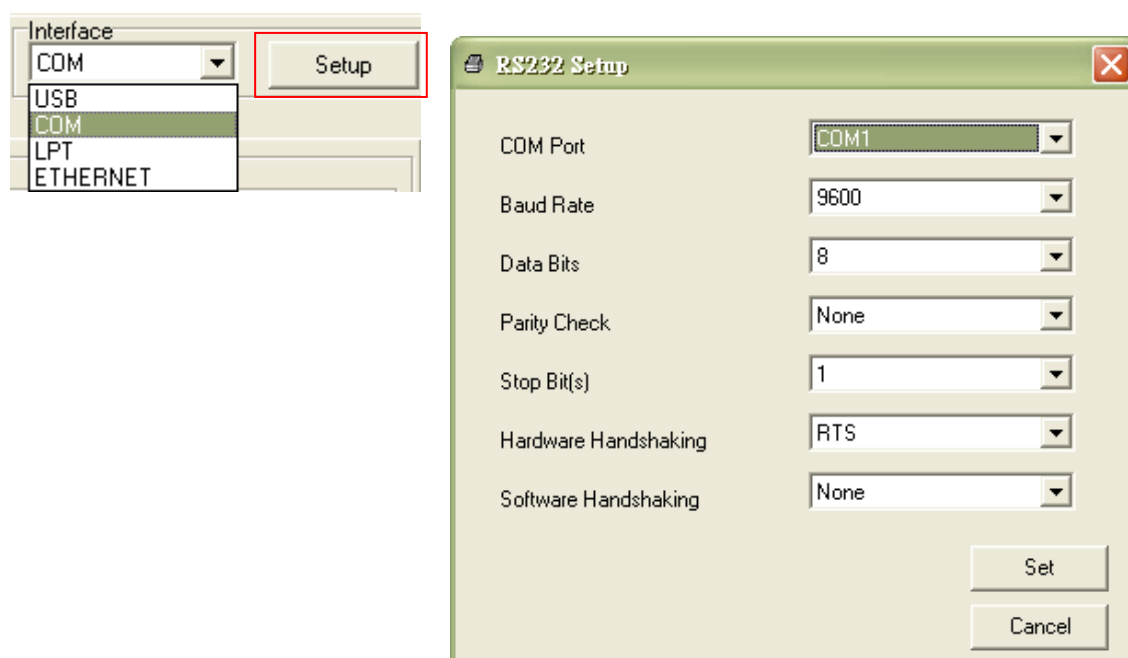 Interface
COM
Setup
USB
COM
LPT
ETHERNET
RS232 Setup
COM Port
COM1
Baud Rate
9600
Data Bits
8
Parity Check
None
Stop Bit(s)
1
Hardware Handshaking
RTS
Software Handshaking
None
Set
Cancel